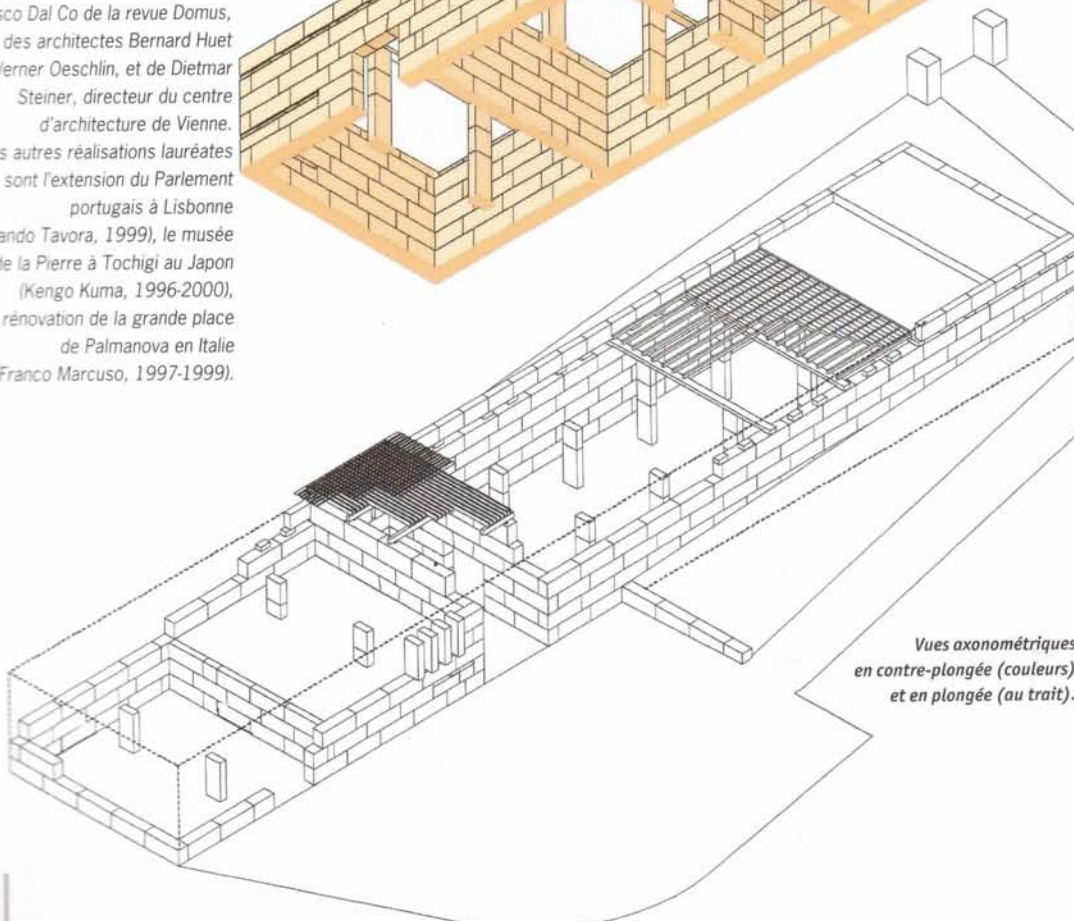 sco Dal Co de la revue Domus,
des architectes Bernard Huet
Werner Oeschlin, et de Dietmar
Steiner, directeur du centre
d'architecture de Vienne.
s autres réalisations lauréates
sont l'extension du Parlement
portugais à Lisbonne
ando Tavora, 1999), le musée
de la Pierre à Tochigi au Japon
(Kengo Kuma, 1996-2000),
rénovation de la grande place
de Palmanova en Italie
Franco Marcuso, 1997-1999).
Vues axonométriques
en contre-plongée (couleurs)
et en plongée (au trait).